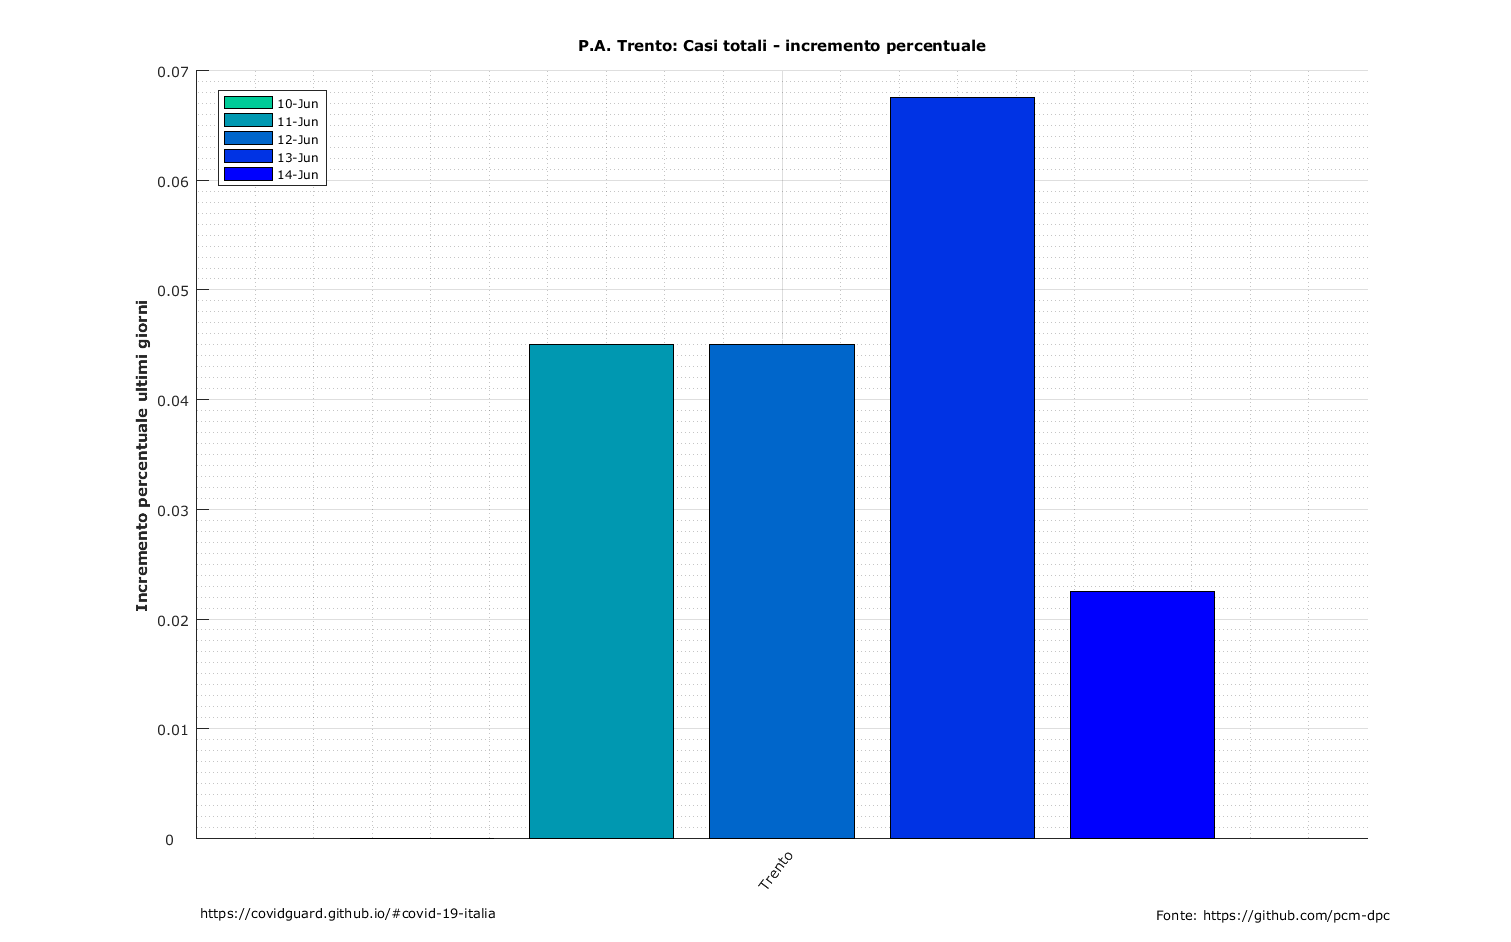 P.A. Trento: Casi totali - incremento percentuale
0.07
0.06
0.05
0.04
0.03
0.02
0.01
0
Incremento percentuale ultimi giorni
10-Jun
11-Jun
12-Jun
13-Jun
14-Jun
Trento
https://covidguard.github.io/#covid-19-italia
Fonte: https://github.com/pcm-dpc